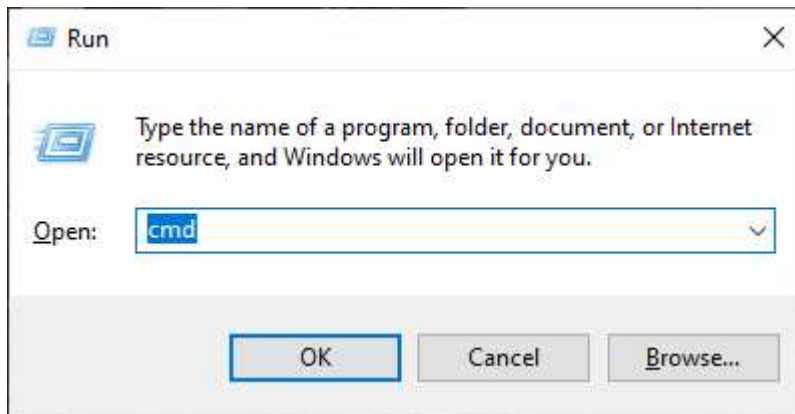 Run
Type the name of a program, folder, document, or Internet
resource, and Windows will open it for you.
Open: cmd
OK Cancel Browse...